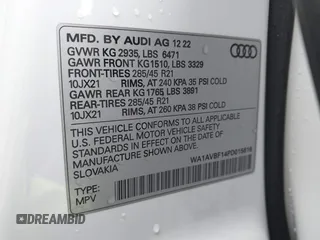 MFD. BY AUDI AG 12 22
GVWR KG 2935, LBS 6471
GAWR FRONT KG1510, LBS 3329
FRONT-TIRES 285/45 R21
10JX21 RIMS, AT 240 KPA 35 PSI COLD
GAWR REAR KG 1765, LBS 3891
REAR-TIRES 285/45 R21
10JX21 RIMS, AT 260 KPA 38 PSI COLD
THIS VEHICLE CONFORMS TO ALL APPLICABLE
U.S. FEDERAL MOTOR VEHICLE SAFETY
STANDARDS IN EFFECT ON THE DATE OF
MANUFACTURE SHOWN ABOVE.
SLOVAKIA
TYPE:
MPV
DREAMBID